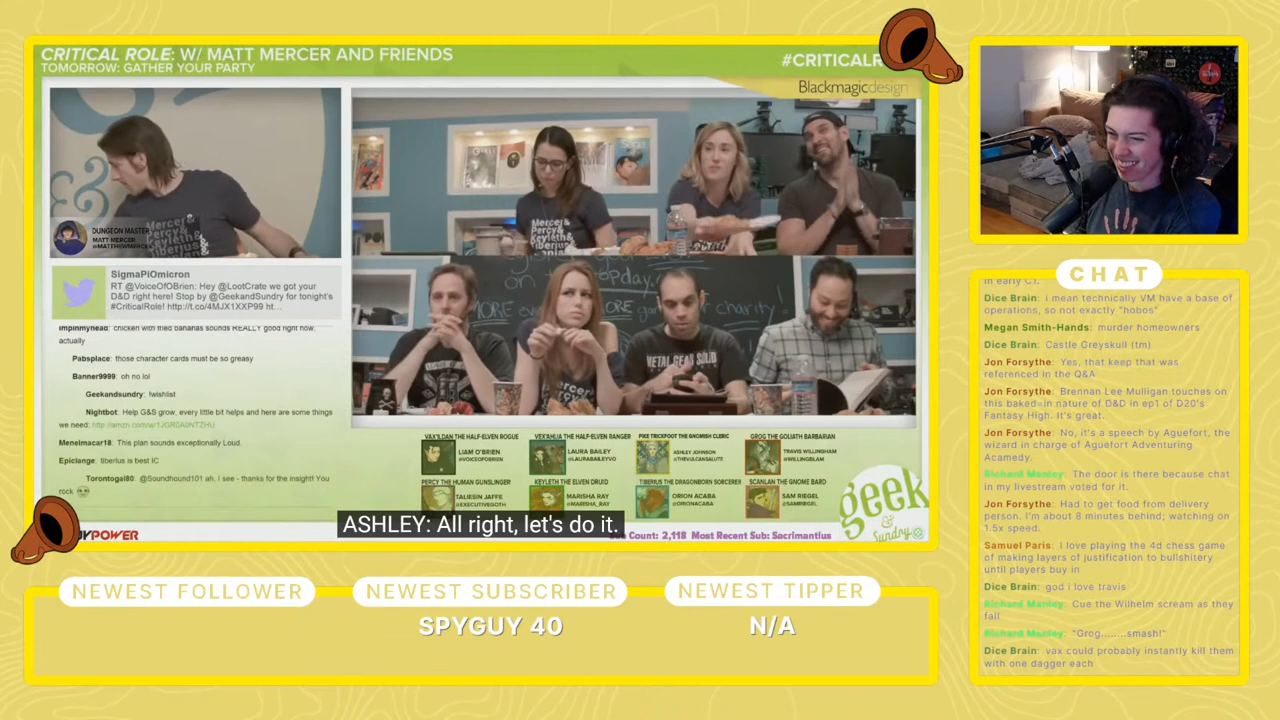 CRITICAL ROLE: W/ MATT MERCER AND FRIENDS
TOMORROW: GATHER YOUR PARTY
#CRITICALR
Blackmagicdesign
DUNGEON MASTER
MATT MERCER
SigmaPiOmicron
RT @VoiceOfOBrien: Hey @LootCrate we got your
D&D right here! Stop by @GeekandSundry for tonight's
#CriticalRole! http://t.co/4MJX1XXP99 ht...
impinmyhead: chicken with fried bananas sounds REALLY good right now,
actually
Pabsplace: those character cards must be so greasy
Banner9999: oh no lol
Geekandsundry: !wishlist
Nightbot: Help G&S grow, every little bit helps and here are some things
we need:
Menelmacar18: This plan sounds exceptionally Loud.
Epiclange: tiberius is best IC
Torontogal80: @Soundhound101 ah, I see - thanks for the insight! You
rock
Mercer&
Percy&
Keyleth&
Tiberius
METAL GEAR SOLID
VAX'ILDAN THE HALF-ELVEN ROGUE
LIAM O'BRIEN
@VOICEOFOBRIEN
VEX'AHLIA THE HALF-ELVEN RANGER
LAURA BAILEY
@LAURABAILEYVO
PIKE TRICKFOOT THE GNOMISH CLERIC
ASHLEY JOHNSON
@THEVULCANSALUTE
GROG THE GOLIATH BARBARIAN
TRAVIS WILLINGHAM
@WILLINGBLAM
PERCY THE HUMAN GUNSLINGER
TALIESIN JAFFE
@EXECUTIVEGOTH
KEYLETH THE ELVEN DRUID
MARISHA RAY
@MARISHA_RAY
TIBERIUS THE DRAGONBORN SORCERER
ORION ACABA
@ORIONACABA
SCANLAN THE GNOME BARD
SAM RIEGEL
@SAMRIEGEL
geek
& Sundry
ASHLEY: All right, let's do it.
Count: 2,118 Most Recent Sub: Sacrimantius
YPOWER
NEWEST FOLLOWER
NEWEST SUBSCRIBER
SPYGUY 40
NEWEST TIPPER
N/A
CHAT
in early C1.
Dice Brain: i mean technically VM have a base of
operations, so not exactly "hobos"
Megan Smith-Hands: murder homeowners
Dice Brain: Castle Greyskull (tm)
Jon Forsythe: Yes, that keep that was
referenced in the Q&A
Jon Forsythe: Brennan Lee Mulligan touches on
this baked=in nature of D&D in ep1 of D20's
Fantasy High. It's great.
Jon Forsythe: No, it's a speech by Aguefort, the
wizard in charge of Aguefort Adventuring
Acamedy.
Richard Manley: The door is there because chat
in my livestream voted for it.
Jon Forsythe: Had to get food from delivery
person. i'm about 8 minutes behind; watching on
1.5x speed.
Samuel Paris: I love playing the 4d chess game
of making layers of justification to bullshitery
until players buy in
Dice Brain: god i love travis
Richard Manley: Cue the Wilhelm scream as they
fall
Richard Manley: "Grog........smash!"
Dice Brain: vax could probably instantly kill them
with one dagger each